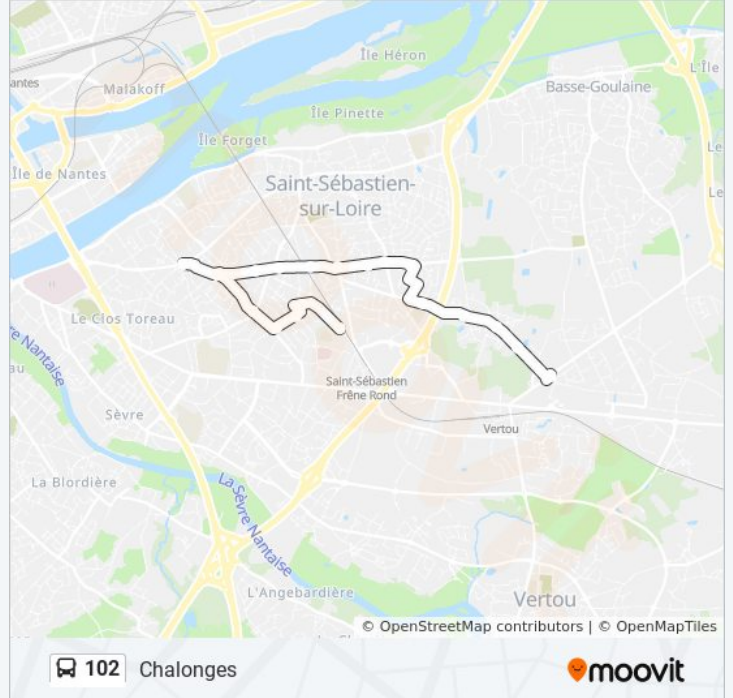 Île Héron
L'Île
antes
Malakoff
Basse-Goulaine
Île Pinette
Île Forget
Le
Île de Nantes
Saint-Sébastien-
sur-Loire
Le
Le Clos Toreau
re Nantaise
au
Saint-Sébastien
Frêne Rond
Sèvre
Vertou
La Blordière
La Sèvre Nantaise
L'Angebardière
Vertou
© OpenStreetMap contributors | © OpenMapTiles
102 Chalonges
moovit